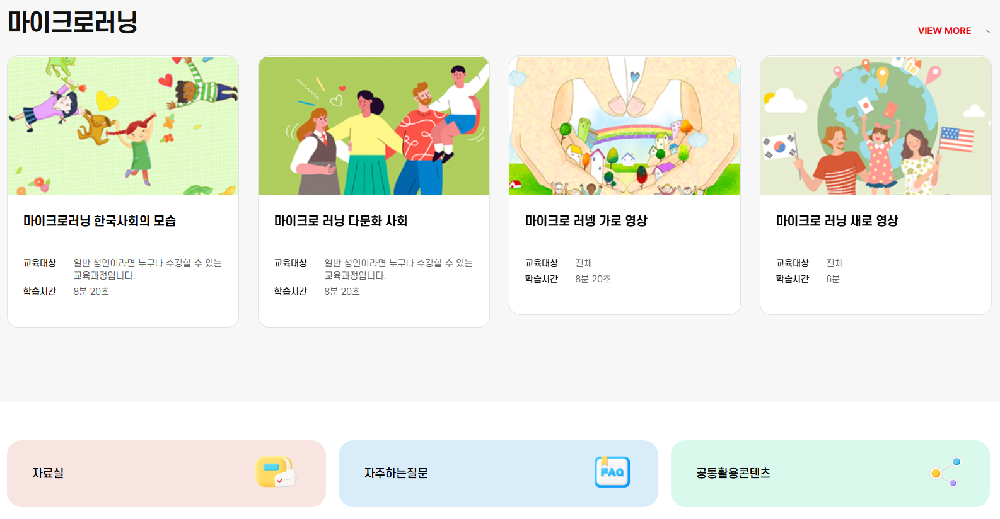 마이크로러닝
VIEW MORE
마이크로러닝 한국사회의 모습
교육대상 일반 성인이라면 누구나 수강할 수 있는
교육과정입니다.
학습시간 8분 20초
마이크로 러닝 다문화 사회
교육대상 일반 성인이라면 누구나 수강할 수 있는
교육과정입니다.
학습시간 8분 20초
마이크로 러넹 가로 영상
교육대상 전체
학습시간 8분 20초
마이크로 러닝 새로 영상
교육대상 전체
학습시간 6분
자료실
자주하는질문
FAQ
공통활용콘텐츠